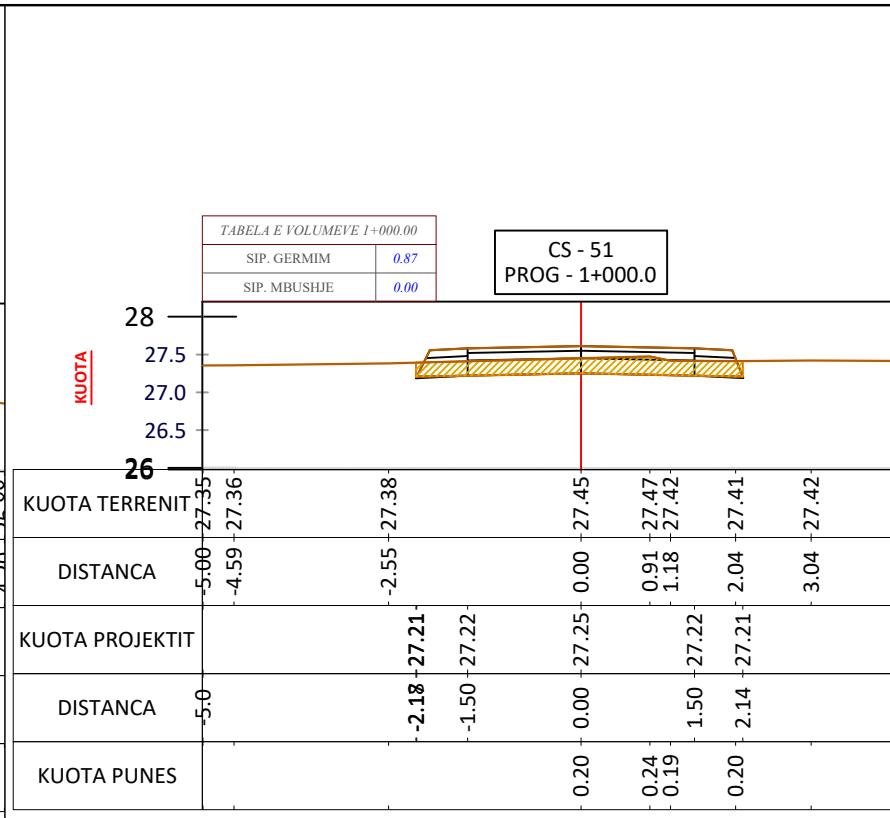 TABELA E VOLUMEVE 1+000.00
SIP. GERMIM 0.87
SIP. MBUSHJE 0.00
CS - 51
PROG - 1+000.0
KUOTA
28
27.5
27.0
26.5
26
KUOTA TERRENIT 27.35 27.36 27.38 27.45 27.47 27.42 27.41 27.42
DISTANCA -5.00 -4.59 -2.55 0.00 0.91 1.18 2.04 3.04
KUOTA PROJEKTIT 27.21 27.22 27.25 27.22 27.21
DISTANCA -5.0 -1.50 0.00 1.50 2.14
KUOTA PUNES 0.20 0.24 0.19 0.20